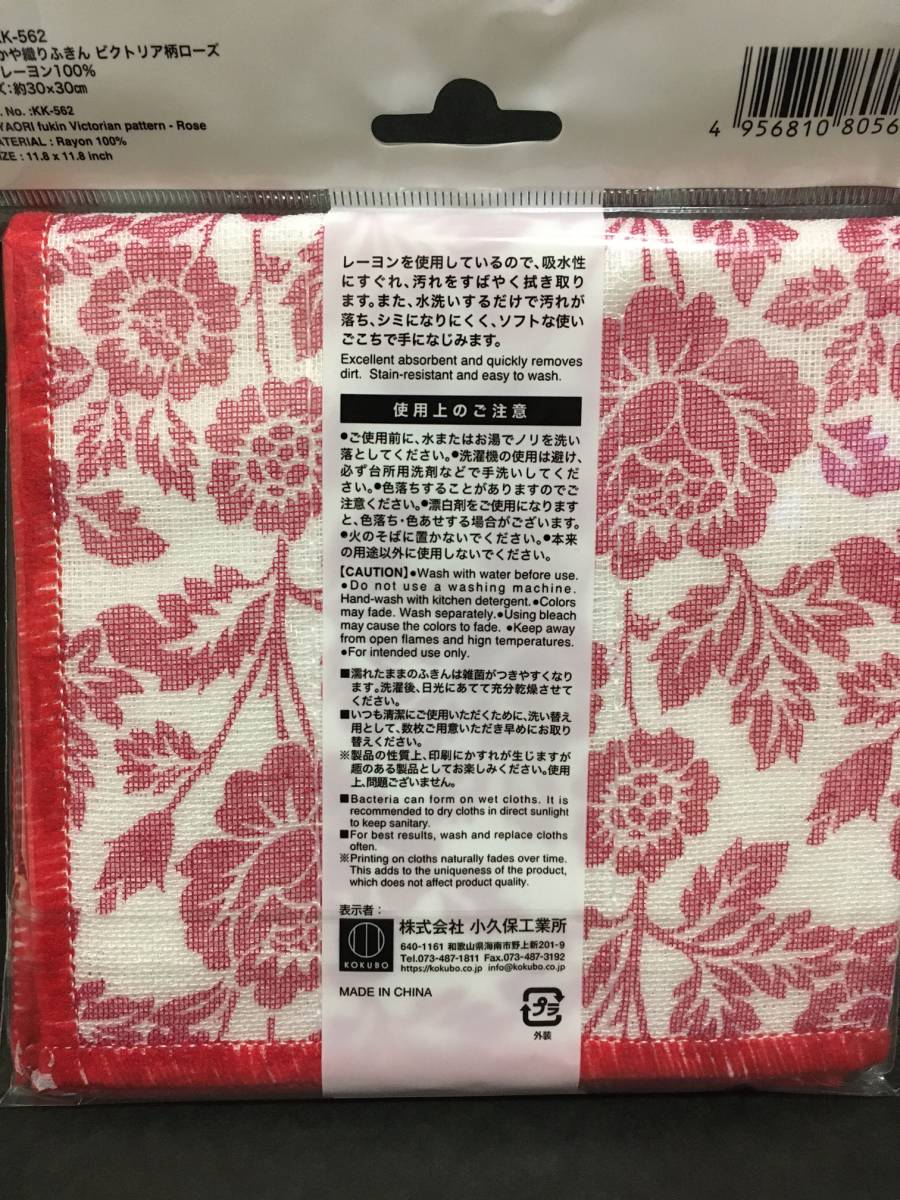 KK-562
かや織りふきん ビクトリア柄ローズ
レーヨン100%
:約30×30cm
. No. :KK-562
YAORI fukin Victorian pattern - Rose
ATERIAL : Rayon 100%
IZE : 11.8 x 11.8 inch
4 956810 8056
レーヨンを使用しているので、吸水性
にすぐれ、汚れをすばやく拭き取り
ます。また、水洗いするだけで汚れが
落ち、シミになりにくく、ソフトな使い
ごこちで手になじみます。
Excellent absorbent and quickly removes
dirt. Stain-resistant and easy to wash.
使用上のご注意
●ご使用前に、水またはお湯でノリを洗い
落としてください。●洗濯機の使用は避け、
必ず台所用洗剤などで手洗いしてくだ
さい。●色落ちすることがありますのでご
注意ください。●漂白剤をご使用になります
と、色落ち・色あせする場合がございます。
●火のそばに置かないでください。●本来
の用途以外に使用しないでください。
【CAUTION】●Wash with water before use.
●Do not use a washing machine.
Hand-wash with kitchen detergent. ●Colors
may fade. Wash separately. ●Using bleach
may cause the colors to fade. ●Keep away
from open flames and hign temperatures.
●For intended use only.
■濡れたままのふきんは雑菌がつきやすくなり
ます。洗濯後、日光にあてて充分乾燥させて
ください。
■いつも清潔にご使用いただくために、洗い替え
用として、数枚ご用意いただき早めにお取り
替えください。
※製品の性質上、印刷にかすれが生じますが
趣のある製品としてお楽しみください。使用
上、問題ございません。
■Bacteria can form on wet cloths. It is
recommended to dry cloths in direct sunlight
to keep sanitary.
■For best results, wash and replace cloths
often.
※Printing on cloths naturally fades over time.
This adds to the uniqueness of the product,
which does not affect product quality.
表示者：
KOKUBO
株式会社 小久保工業所
640-1161 和歌山県海南市野上新201-9
Tel.073-487-1811 Fax.073-487-3192
https://kokubo.co.jp info@kokubo.co.jp
MADE IN CHINA
プラ
外装